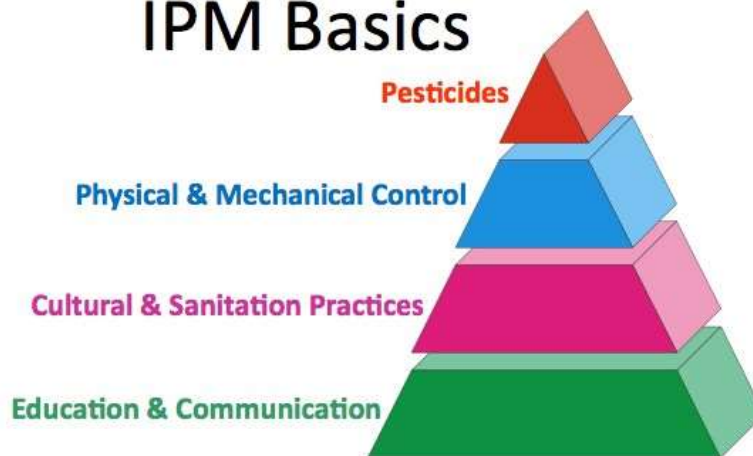 IPM Basics
Pesticides
Physical & Mechanical Control
Cultural & Sanitation Practices
Education & Communication